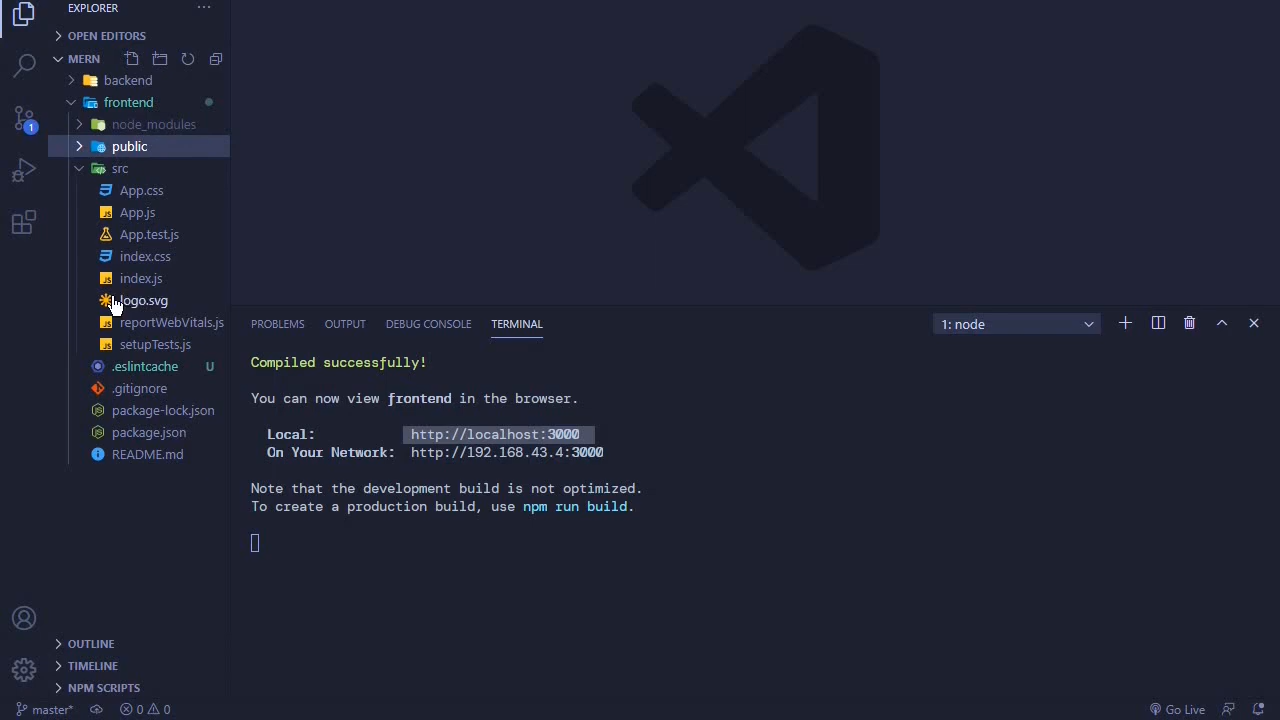 EXPLORER
OPEN EDITORS
MERN
backend
frontend
node_modules
public
src
App.css
App.js
App.test.js
index.css
index.js
logo.svg
reportWebVitals.js
setupTests.js
.eslintcache U
.gitignore
package-lock.json
package.json
README.md
1
OUTLINE
TIMELINE
NPM SCRIPTS
PROBLEMS OUTPUT DEBUG CONSOLE TERMINAL 1: node
Compiled successfully!
You can now view frontend in the browser.
Local: http://localhost:3000
On Your Network: http://192.168.43.4:3000
Note that the development build is not optimized.
To create a production build, use npm run build.
master* 0 0 Go Live